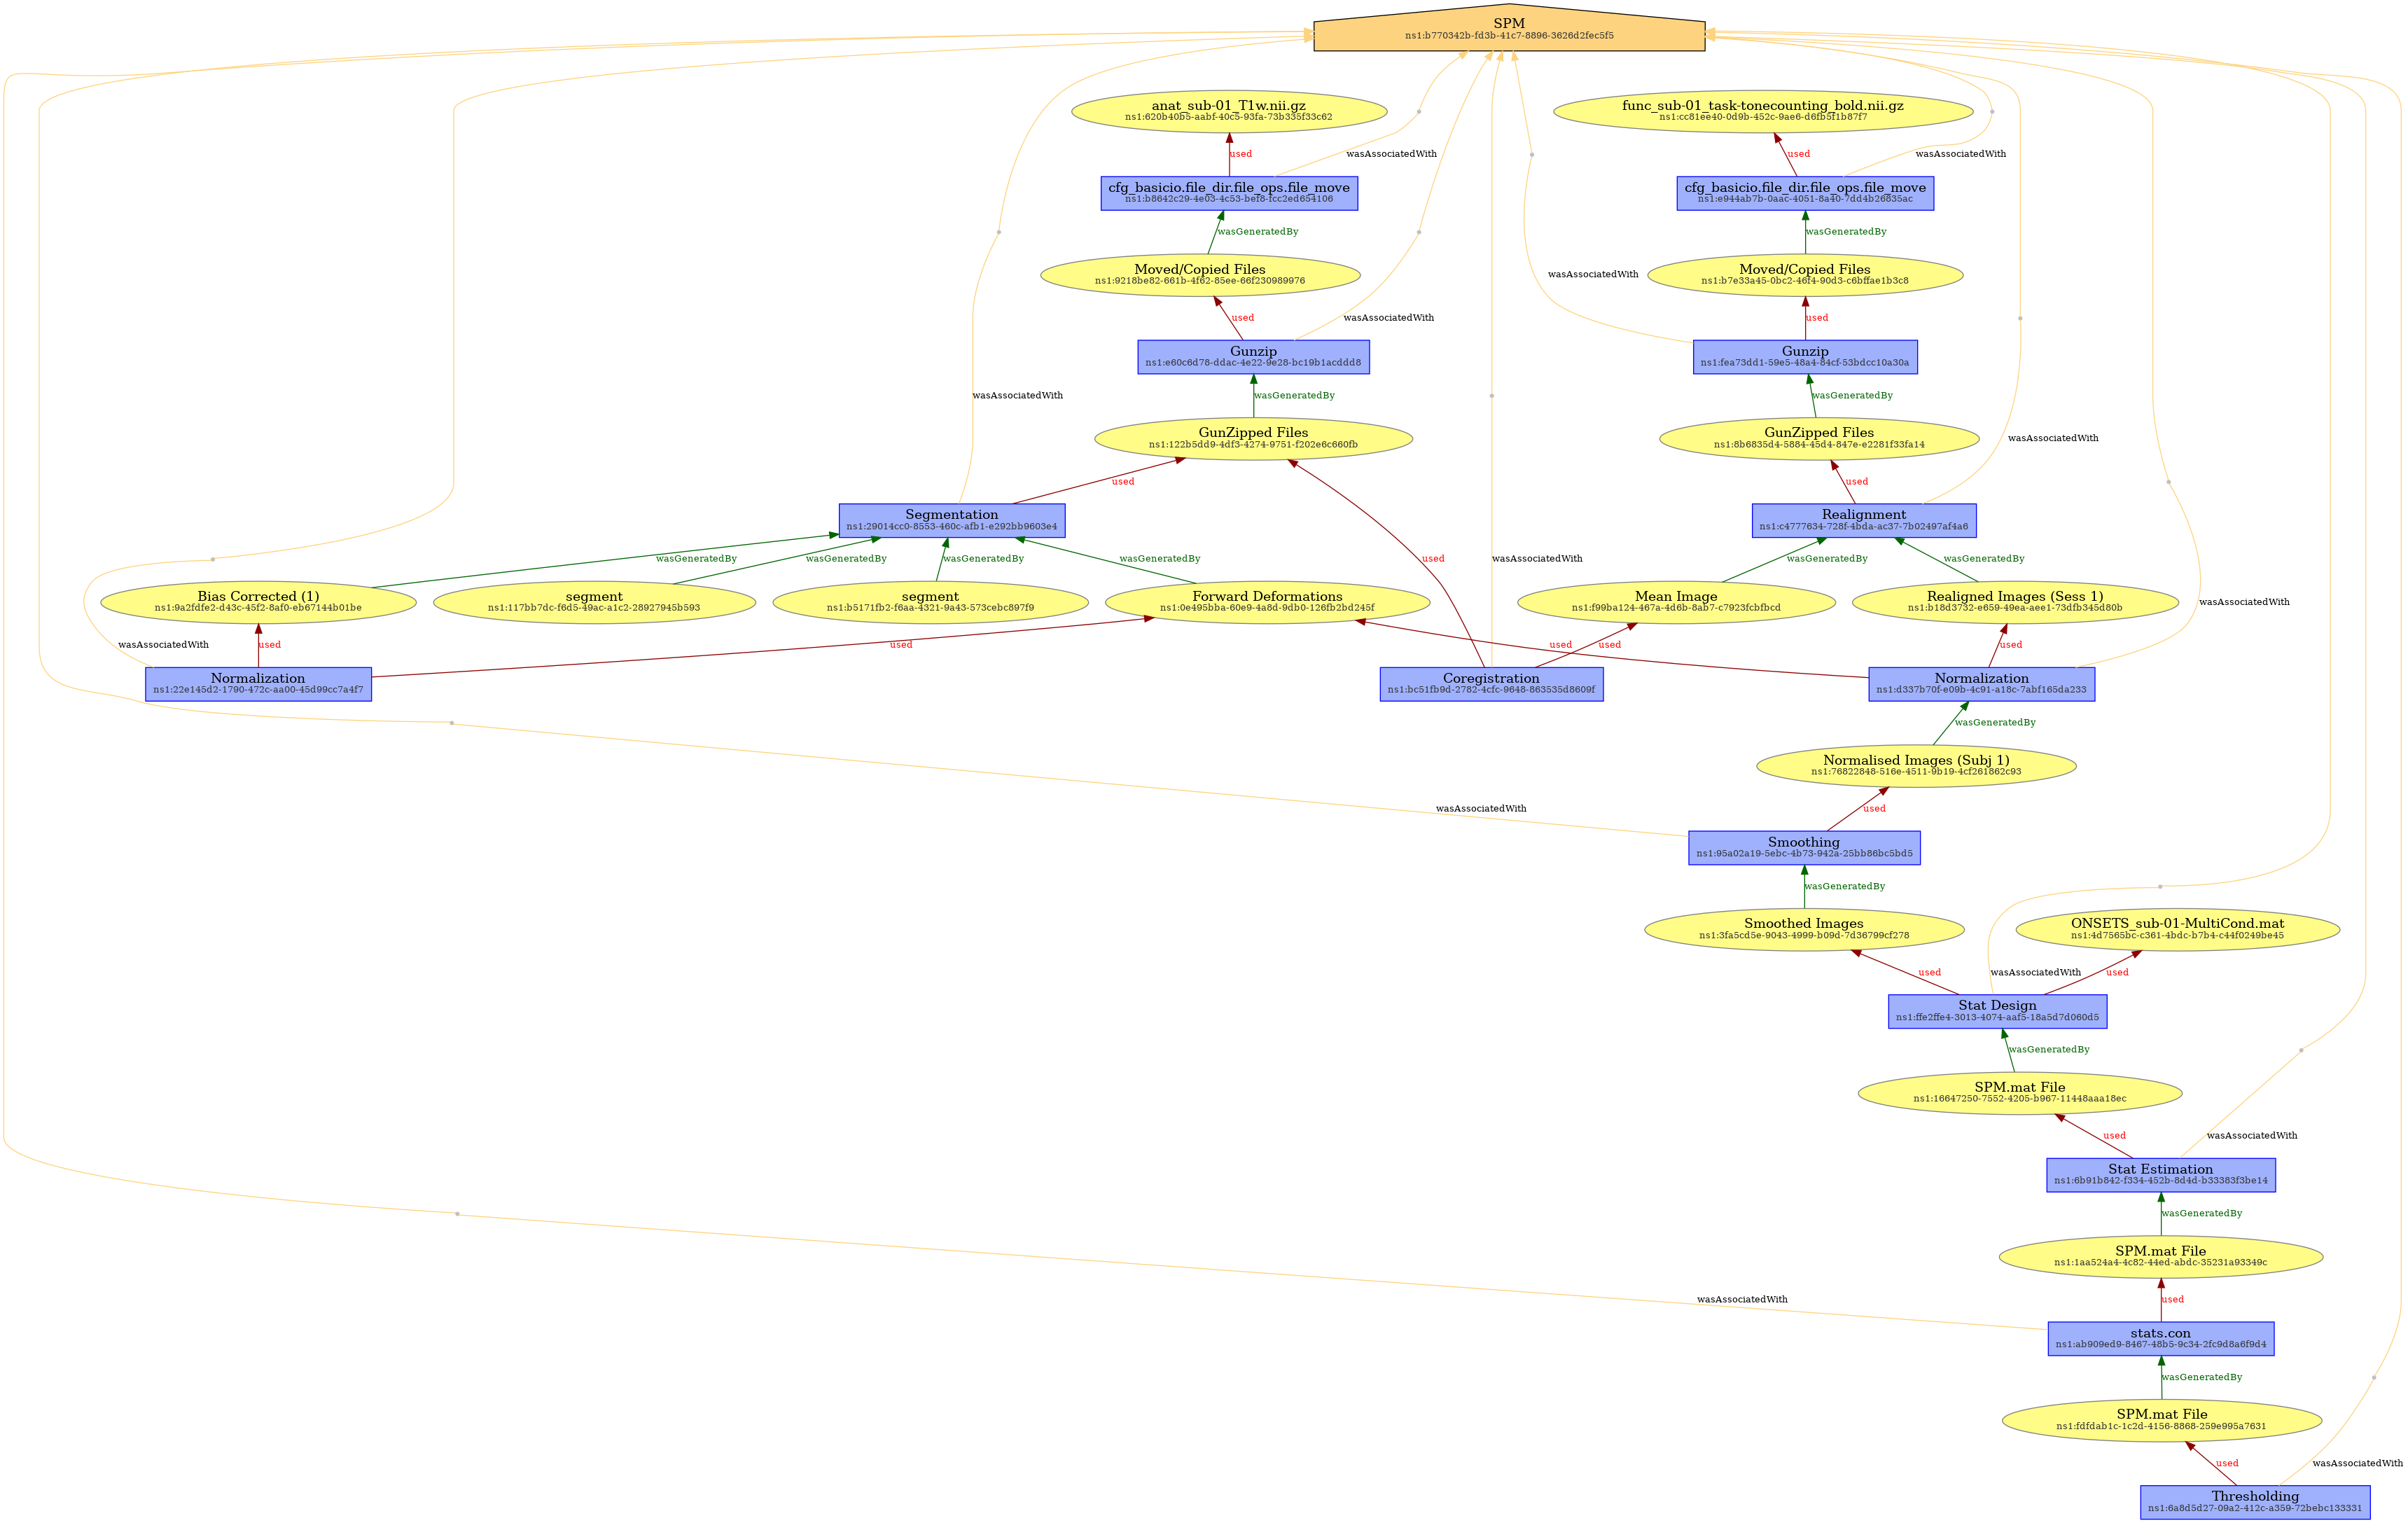 SPM
ns1:b770342b-fd3b-41c7-8896-3626d2fec5f5
anat_sub-01_T1w.nii.gz
ns1:620b40b5-aabf-40c5-93fa-73b335f33c62
func_sub-01_task-tonecounting_bold.nii.gz
ns1:cc81ee40-0d9b-452c-9ae6-d6fb5f1b87f7
used
wasAssociatedWith
used
wasAssociatedWith
cfg_basicio.file_dir.file_ops.file_move
ns1:b8642c29-4e03-4c53-bef8-fcc2ed654106
cfg_basicio.file_dir.file_ops.file_move
ns1:e944ab7b-0aac-4051-8a40-7dd4b26835ac
wasGeneratedBy
wasGeneratedBy
Moved/Copied Files
ns1:9218be82-661b-4f62-85ee-66f230989976
wasAssociatedWith
Moved/Copied Files
ns1:b7e33a45-0bc2-46f4-90d3-c6bffae1b3c8
used
wasAssociatedWith
used
Gunzip
ns1:e60c6d78-ddac-4e22-9e28-bc19b1acddd8
Gunzip
ns1:fea73dd1-59e5-48a4-84cf-53bdcc10a30a
wasAssociatedWith
wasGeneratedBy
wasGeneratedBy
GunZipped Files
ns1:122b5dd9-4df3-4274-9751-f202e6c660fb
GunZipped Files
ns1:8b6835d4-5884-45d4-847e-e2281f33fa14
wasAssociatedWith
used
used
Segmentation
ns1:29014cc0-8553-460c-afb1-e292bb9603e4
Realignment
ns1:c4777634-728f-4bda-ac37-7b02497af4a6
wasGeneratedBy
wasGeneratedBy
wasGeneratedBy
wasGeneratedBy
used
wasAssociatedWith
wasGeneratedBy
wasGeneratedBy
Bias Corrected (1)
ns1:9a2fdfe2-d43c-45f2-8af0-eb67144b01be
segment
ns1:117bb7dc-f6d5-49ac-a1c2-28927945b593
segment
ns1:b5171fb2-f6aa-4321-9a43-573cebc897f9
Forward Deformations
ns1:0e495bba-60e9-4a8d-9db0-126fb2bd245f
Mean Image
ns1:f99ba124-467a-4d6b-8ab7-c7923fcbfbcd
Realigned Images (Sess 1)
ns1:b18d3732-e659-49ea-aee1-73dfb345d80b
wasAssociatedWith
wasAssociatedWith
used
used
used
used
used
Normalization
ns1:22e145d2-1790-472c-aa00-45d99cc7a4f7
Coregistration
ns1:bc51fb9d-2782-4cfc-9648-863535d8609f
Normalization
ns1:d337b70f-e09b-4c91-a18c-7abf165da233
wasGeneratedBy
Normalised Images (Subj 1)
ns1:76822848-516e-4511-9b19-4cf261862c93
wasAssociatedWith
used
Smoothing
ns1:95a02a19-5ebc-4b73-942a-25bb86bc5bd5
wasGeneratedBy
Smoothed Images
ns1:3fa5cd5e-9043-4999-b09d-7d36799cf278
ONSETS_sub-01-MultiCond.mat
ns1:4d7565bc-c361-4bdc-b7b4-c44f0249be45
used
wasAssociatedWith
used
Stat Design
ns1:ffe2ffe4-3013-4074-aaf5-18a5d7d060d5
wasGeneratedBy
SPM.mat File
ns1:16647250-7552-4205-b967-11448aaa18ec
used
wasAssociatedWith
Stat Estimation
ns1:6b91b842-f334-452b-8d4d-b33383f3be14
wasGeneratedBy
SPM.mat File
ns1:1aa524a4-4c82-44ed-abdc-35231a93349c
wasAssociatedWith
used
stats.con
ns1:ab909ed9-8467-48b5-9c34-2fc9d8a6f9d4
wasGeneratedBy
SPM.mat File
ns1:fdfdab1c-1c2d-4156-8868-259e995a7631
used
wasAssociatedWith
Thresholding
ns1:6a8d5d27-09a2-412c-a359-72bebc133331